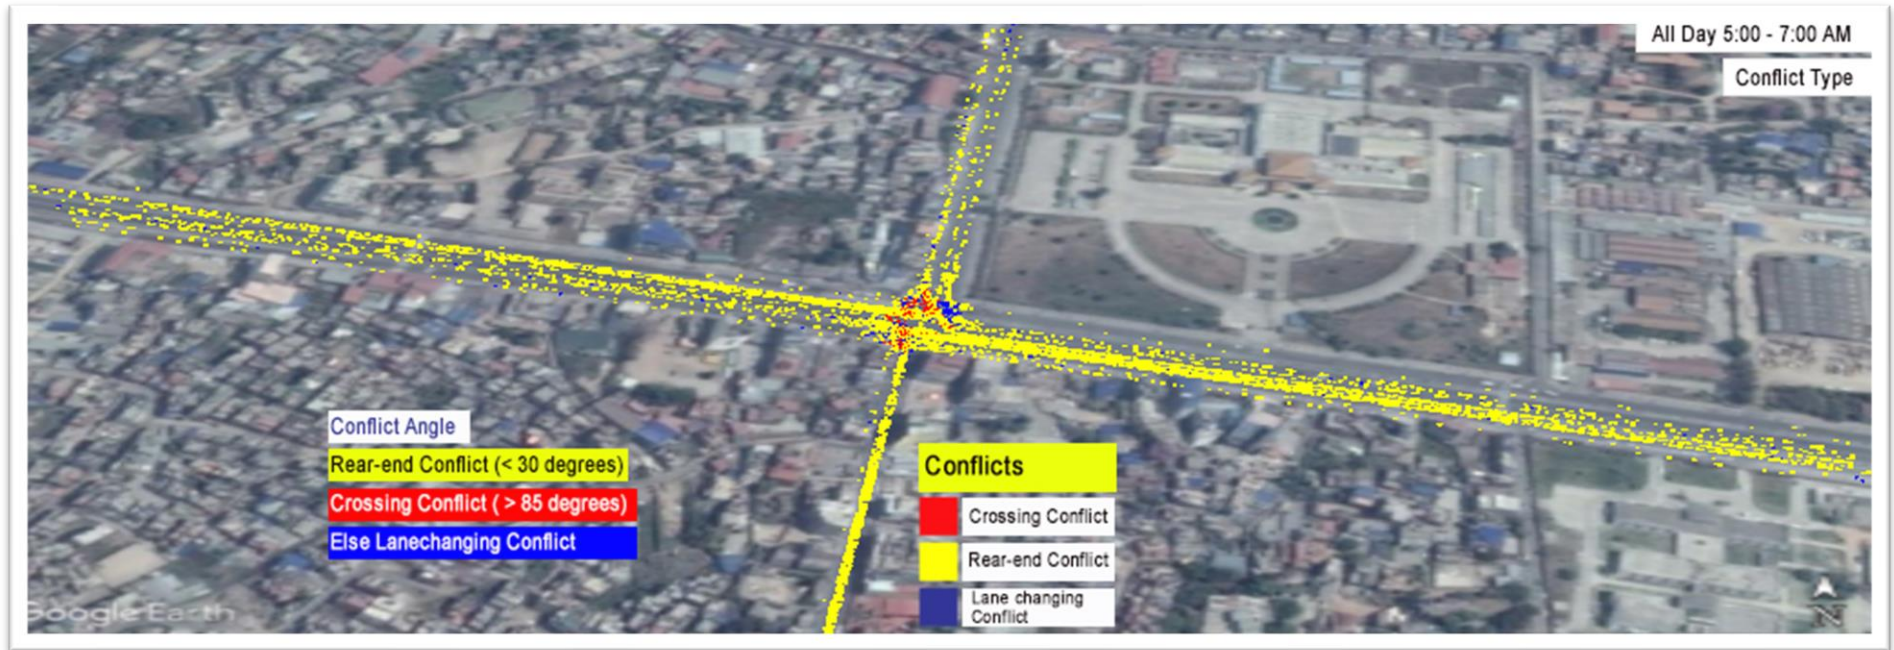 All Day 5:00 - 7:00 AM
Conflict Type
Conflict Angle
Rear-end Conflict (< 30 degrees)
Crossing Conflict ( > 85 degrees)
Else Lanechanging Conflict
Conflicts
Crossing Conflict
Rear-end Conflict
Lane changing
Conflict
Google Earth
N